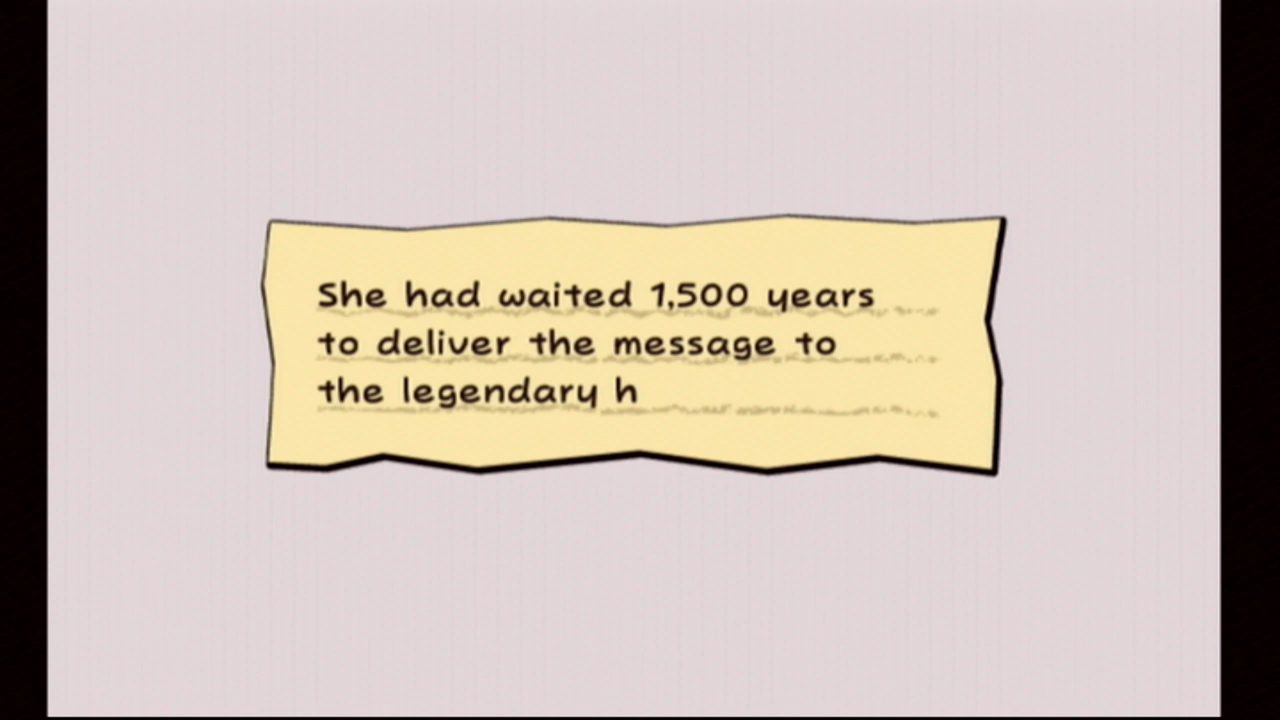 She had waited 1,500 years
to deliver the message to
the legendary h